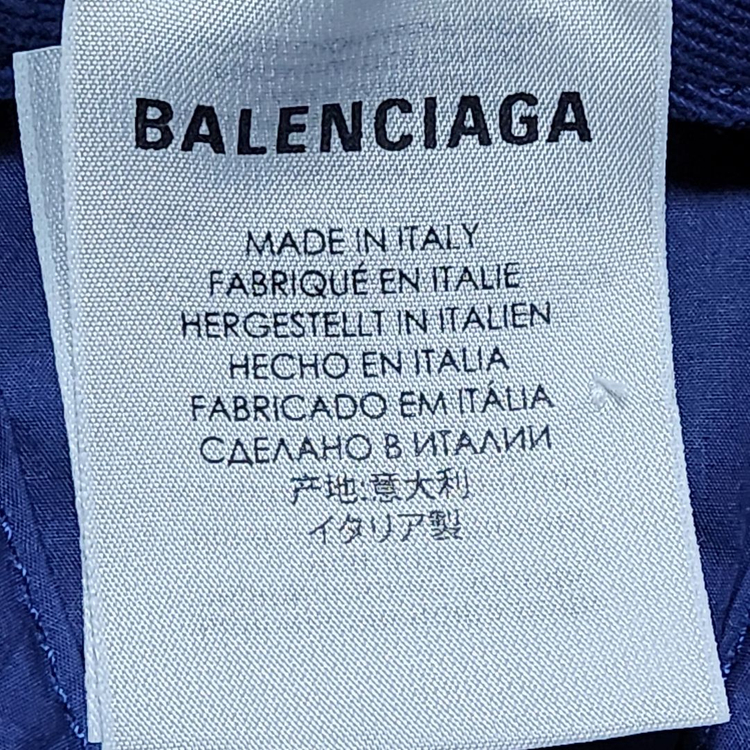 BALENCIAGA
MADE IN ITALY
FABRIQUÉ EN ITALIE
HERGESTELLT IN ITALIEN
HECHO EN ITALIA
FABRICADO EM ITÁLIA
СДЕЛАНО В ИТАЛИИ
产地:意大利
イタリア製